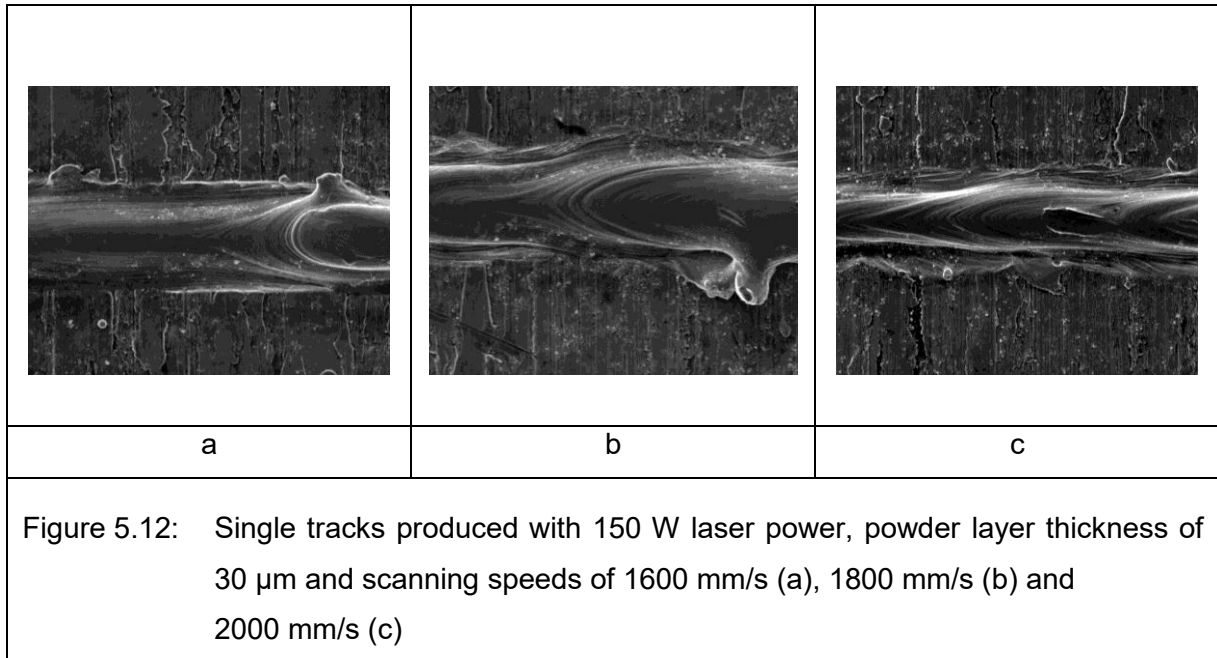 a
b
c
Figure 5.12: Single tracks produced with 150 W laser power, powder layer thickness of
30 µm and scanning speeds of 1600 mm/s (a), 1800 mm/s (b) and
2000 mm/s (c)